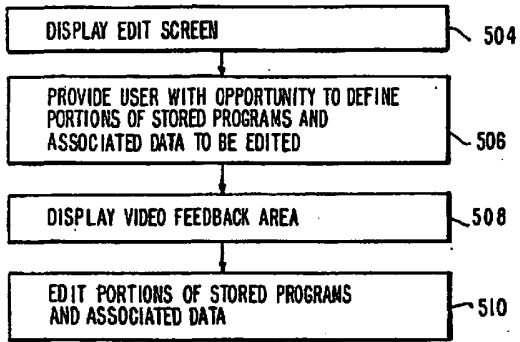 DISPLAY EDIT SCREEN
504
PROVIDE USER WITH OPPORTUNITY TO DEFINE
PORTIONS OF STORED PROGRAMS AND
ASSOCIATED DATA TO BE EDITED
506
DISPLAY VIDEO FEEDBACK AREA
508
EDIT PORTIONS OF STORED PROGRAMS
AND ASSOCIATED DATA
510